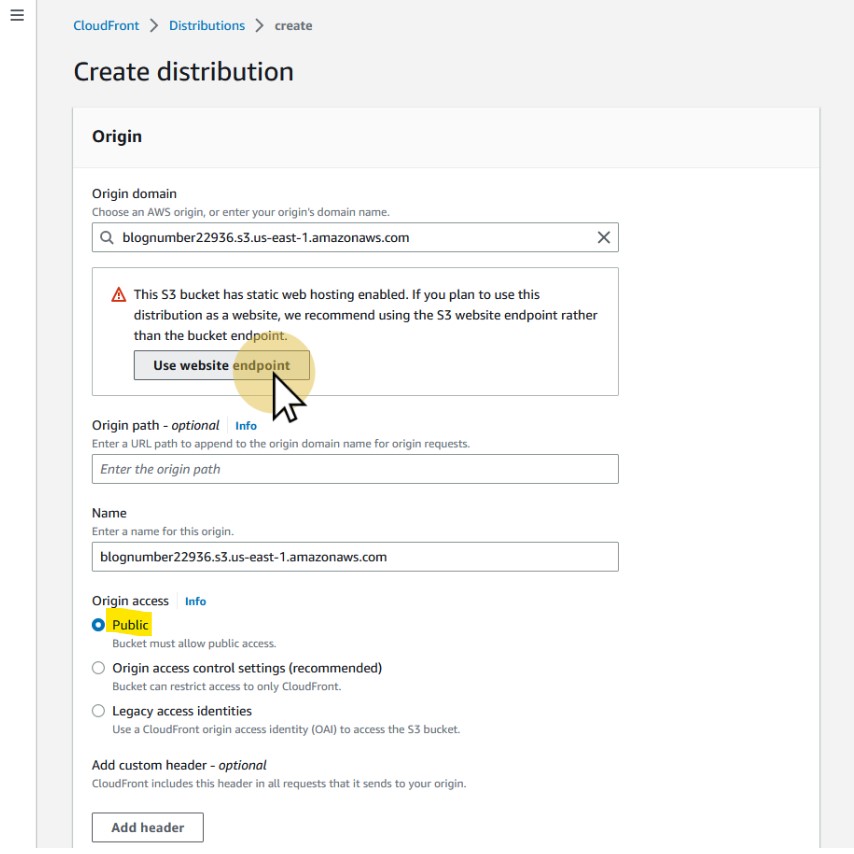 CloudFront > Distributions > create
Create distribution
Origin
Origin domain
Choose an AWS origin, or enter your origin's domain name.
blognumber22936.s3.us-east-1.amazonaws.com
This S3 bucket has static web hosting enabled. If you plan to use this
distribution as a website, we recommend using the S3 website endpoint rather
than the bucket endpoint.
Use website endpoint
Origin path - optional Info
Enter a URL path to append to the origin domain name for origin requests.
Enter the origin path
Name
Enter a name for this origin.
blognumber22936.s3.us-east-1.amazonaws.com
Origin access Info
Public
Bucket must allow public access.
Origin access control settings (recommended)
Bucket can restrict access to only CloudFront.
Legacy access identities
Use a CloudFront origin access identity (OAI) to access the S3 bucket.
Add custom header - optional
CloudFront includes this header in all requests that it sends to your origin.
Add header